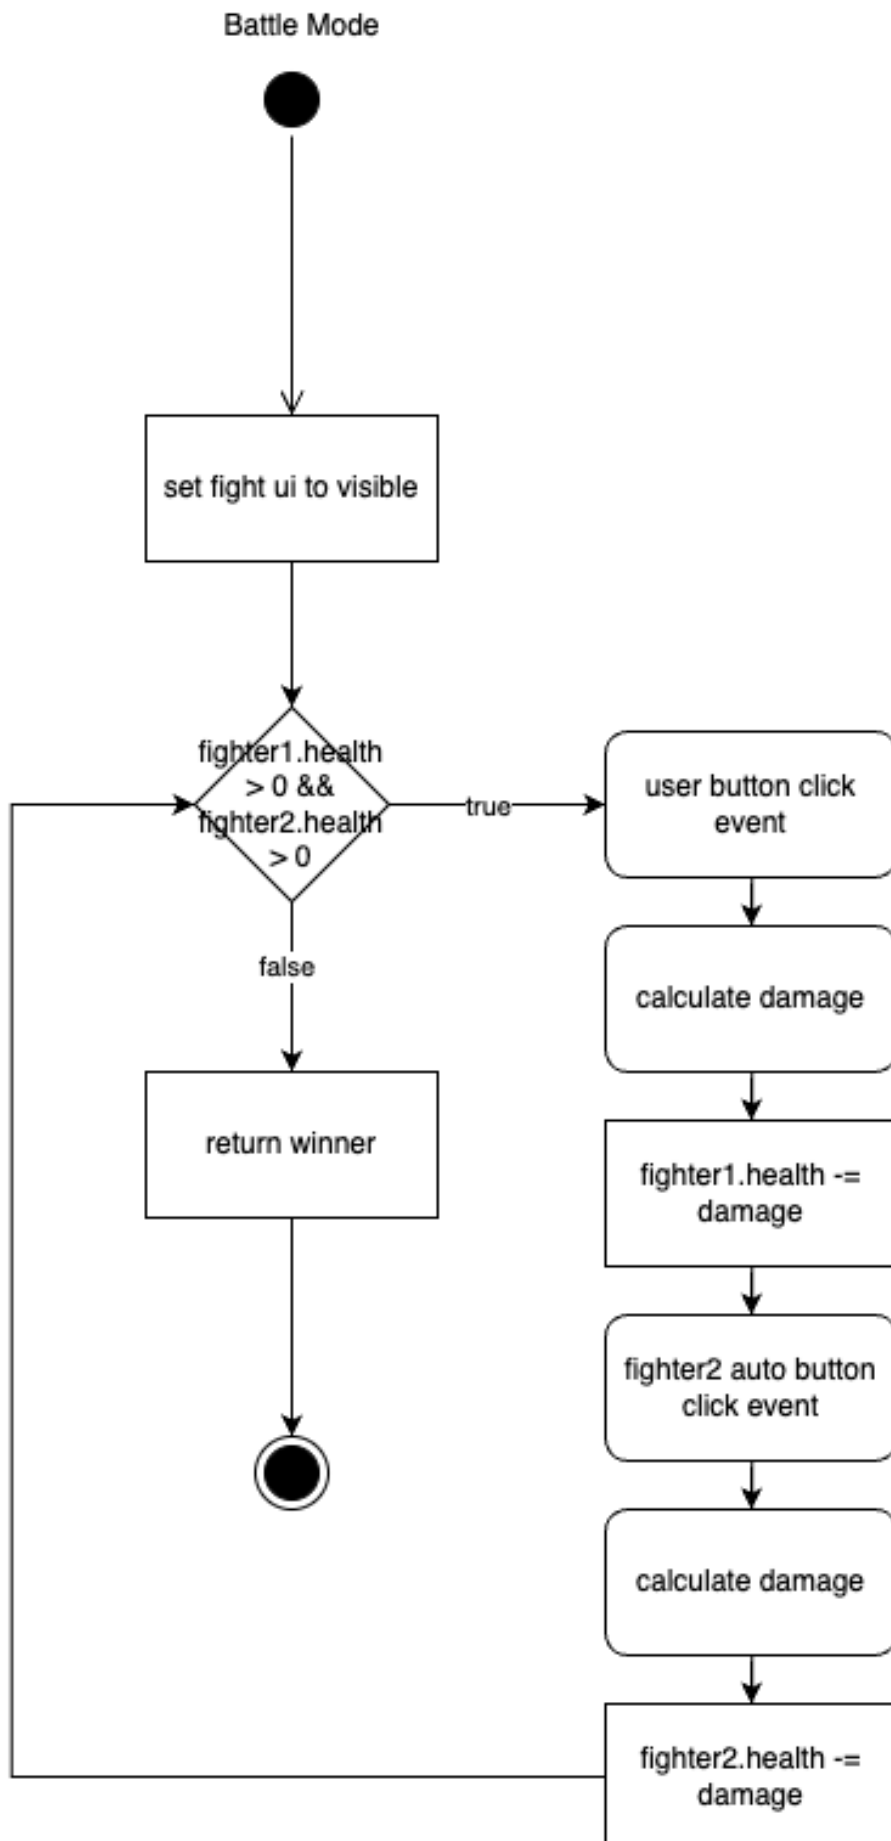 Battle Mode
set fight ui to visible
fighter1.health
> 0 &&
fighter2.health
> 0
true
user button click
event
false
calculate damage
return winner
fighter1.health -=
damage
fighter2 auto button
click event
calculate damage
fighter2.health -=
damage